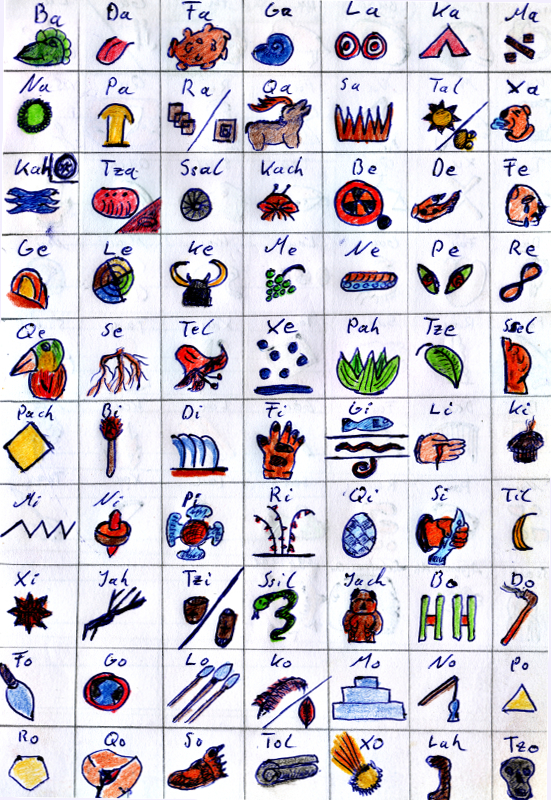 Ba Da Fa Ga La Ka Ma
Na Pa Ra Qa Sa Tal Xa
Kah Tza Ssal Kach Be De Fe
Ge Le Ke Me Ne Pe Re
Qe Se Tel Xe Pah Tze Ssel
Pach Bi Di Fi Gi Li Ki
Mi Ni Pi Ri Qi Si Til
Xi Jah Tzi Ssil Jach Bo Do
Fo Go Lo Ko Mo No Po
Ro Qo So Tol Xo Lah Tzo